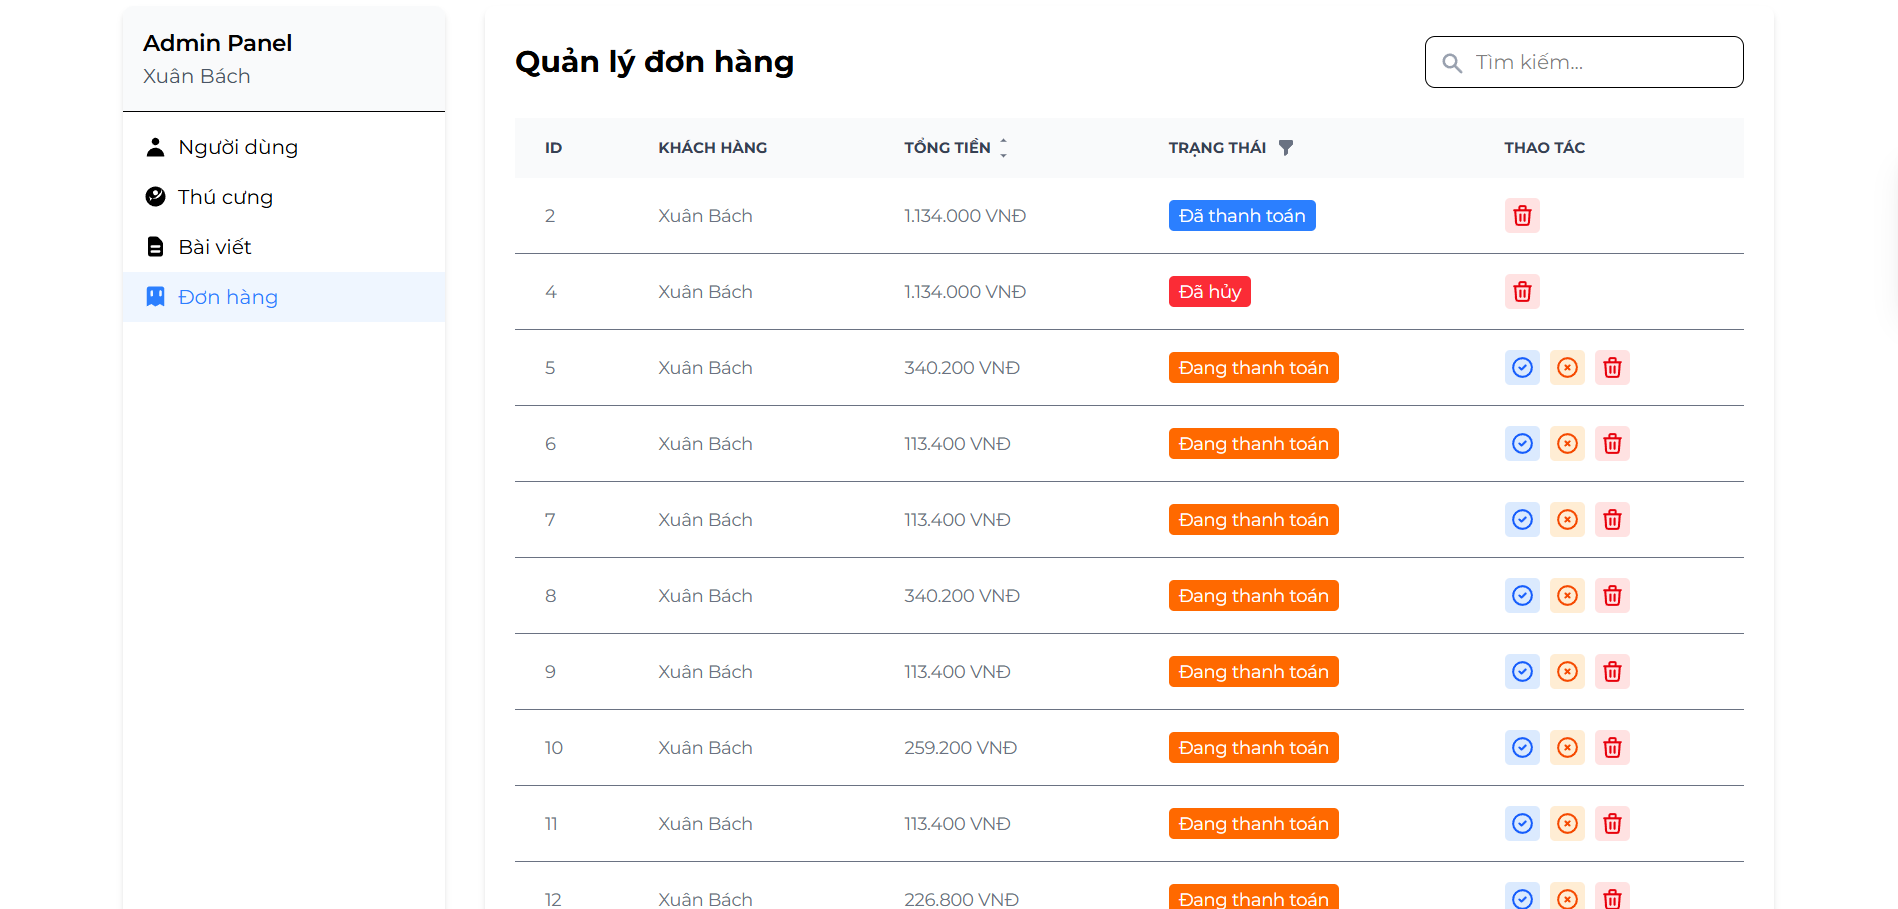 Admin Panel
Xuân Bách
Người dùng
Thú cưng
Bài viết
Đơn hàng
Quản lý đơn hàng
Tìm kiếm...
ID KHÁCH HÀNG TỔNG TIỀN TRẠNG THÁI THAO TÁC
2 Xuân Bách 1.134.000 VNĐ Đã thanh toán
4 Xuân Bách 1.134.000 VNĐ Đã hủy
5 Xuân Bách 340.200 VNĐ Đang thanh toán
6 Xuân Bách 113.400 VNĐ Đang thanh toán
7 Xuân Bách 113.400 VNĐ Đang thanh toán
8 Xuân Bách 340.200 VNĐ Đang thanh toán
9 Xuân Bách 113.400 VNĐ Đang thanh toán
10 Xuân Bách 259.200 VNĐ Đang thanh toán
11 Xuân Bách 113.400 VNĐ Đang thanh toán
12 Xuân Bách 226.800 VNĐ Đang thanh toán